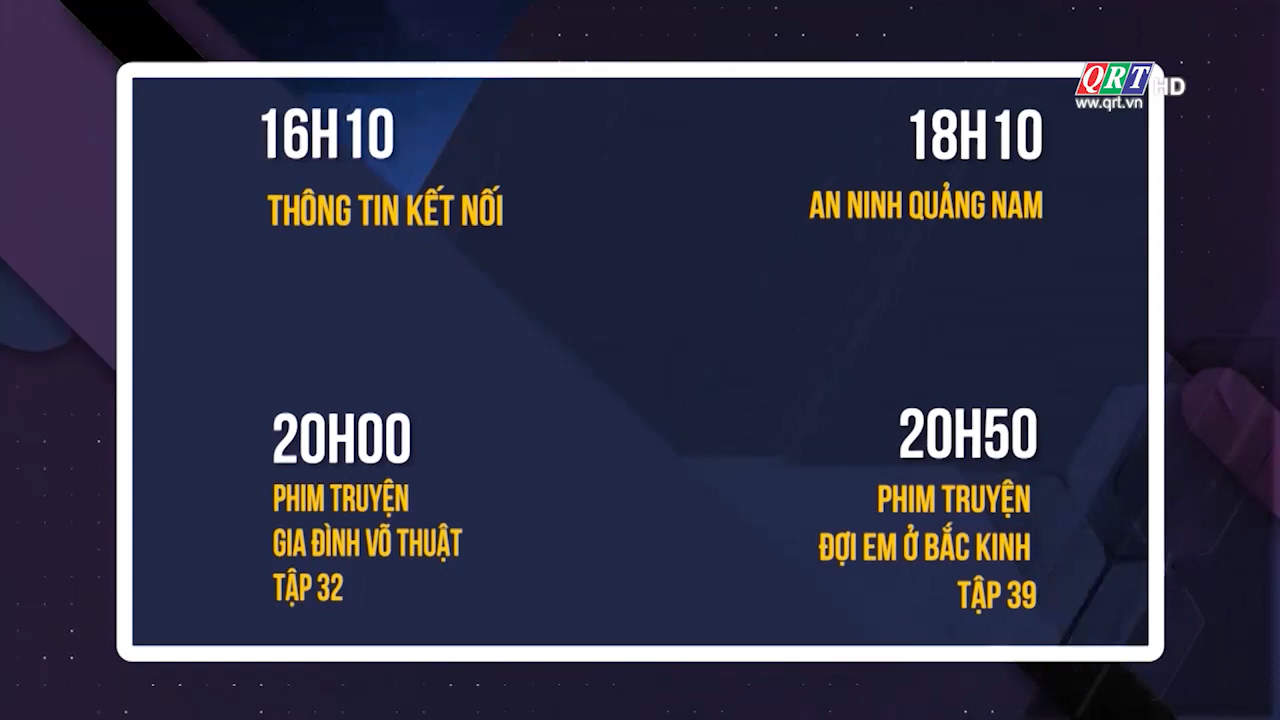 QRT HD
ww.qrt.vn
16H10
THÔNG TIN KẾT NỐI
18H10
AN NINH QUẢNG NAM
20H00
PHIM TRUYỆN
GIA ĐÌNH VÕ THUẬT
TẬP 32
20H50
PHIM TRUYỆN
ĐỢI EM Ở BẮC KINH
TẬP 39